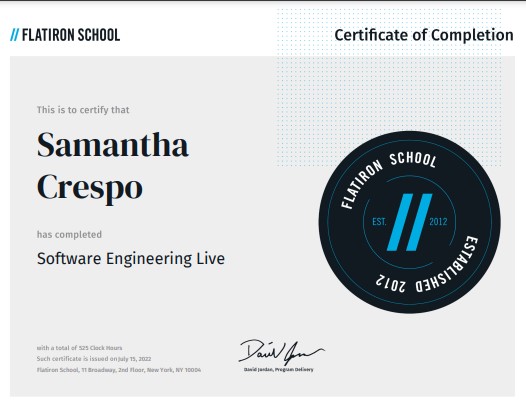 // FLATIRON SCHOOL
Certificate of Completion
This is to certify that
Samantha
Crespo
has completed
Software Engineering Live
FLATIRON SCHOOL
EST. // 2012
ESTABLISHED 2012
with a total of 525 Clock Hours
Such certificate is issued on July 15, 2022
Flatiron School, 11 Broadway, 2nd Floor, New York, NY 10004
David Jordan, Program Delivery